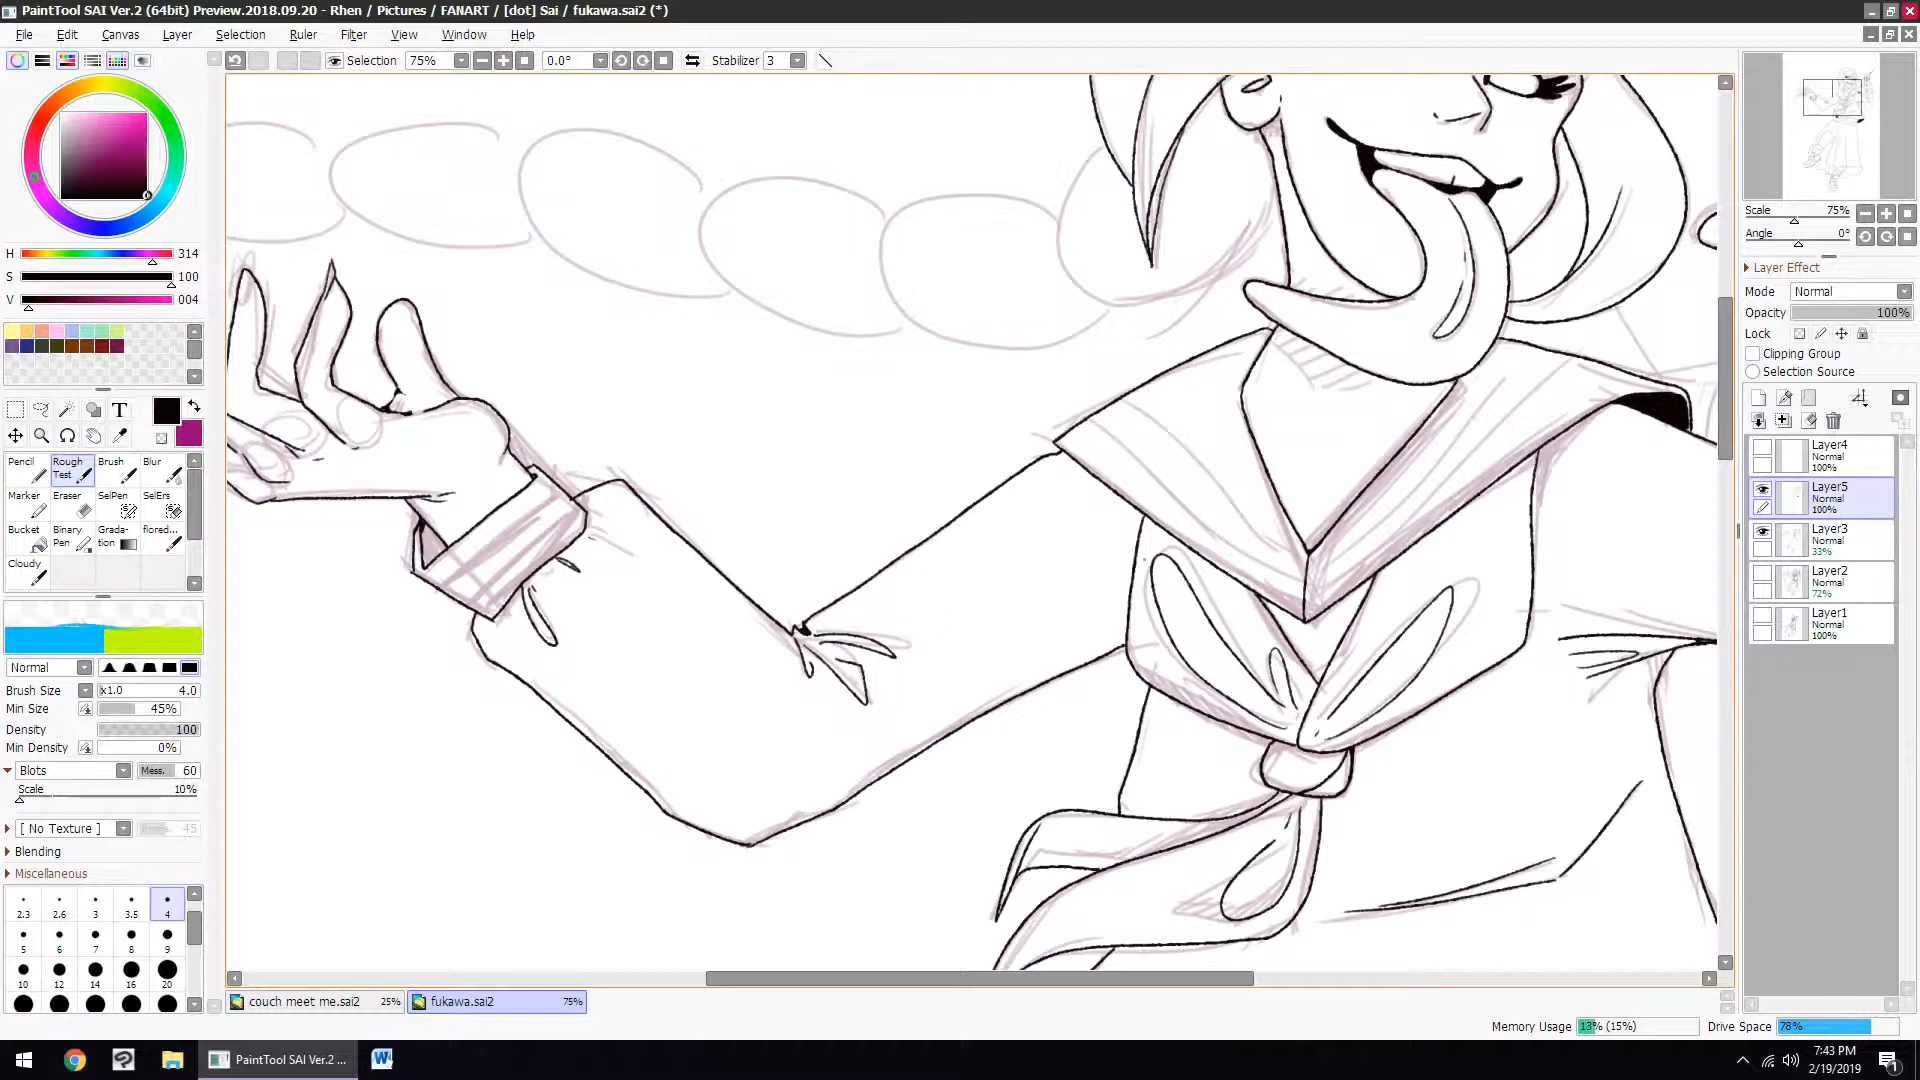 PaintTool SAI Ver.2 (64bit) Preview.2018.09.20 - Rhen / Pictures / FANART / [dot] Sai / fukawa.sai2 (*)
File Edit Canvas Layer Selection Ruler Filter View Window Help
Selection 75% 0.0° Stabilizer 3
H 314
S 100
V 004
T
Pencil Rough Test Brush Blur
Marker Eraser SelPen SelErs
Bucket Binary Pen Grada-tion flored...
Cloudy
Normal
Brush Size x1.0 4.0
Min Size 45%
Density 100
Min Density 0%
Blots Mess. 60
Scale 10%
[ No Texture ] 45
Blending
Miscellaneous
2.3 2.6 3 3.5 4
5 6 7 8 9
10 12 14 16 20
Scale 75%
Angle 0°
Layer Effect
Mode Normal
Opacity 100%
Lock
Clipping Group
Selection Source
Layer4
Normal
100%
Layer5
Normal
100%
Layer3
Normal
33%
Layer2
Normal
72%
Layer1
Normal
100%
couch meet me.sai2 25% fukawa.sai2 75%
Memory Usage 13% (15%) Drive Space 78%
PaintTool SAI Ver.2 ...
W
7:43 PM
2/19/2019
1